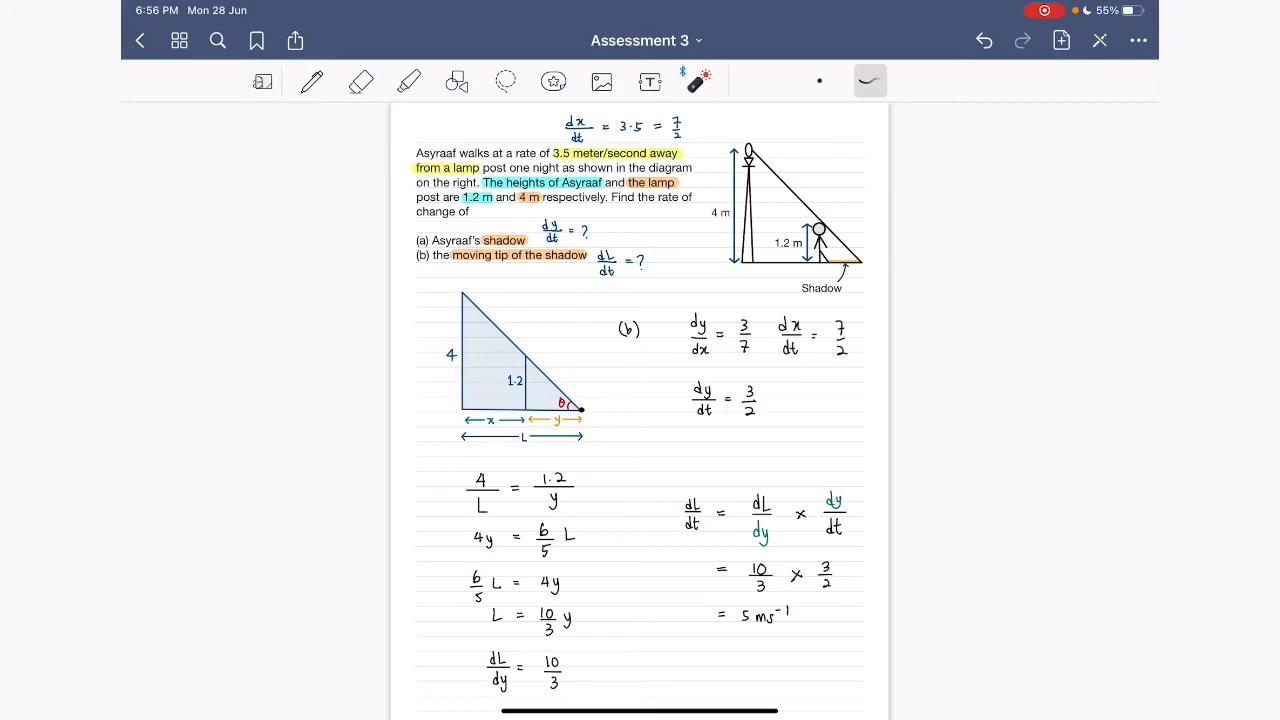 6:56 PM Mon 28 Jun
55%
Assessment 3
dx/dt = 3.5 = 7/2
Asyraaf walks at a rate of 3.5 meter/second away
from a lamp post one night as shown in the diagram
on the right. The heights of Asyraaf and the lamp
post are 1.2 m and 4 m respectively. Find the rate of
change of
(a) Asyraaf's shadow dy/dt = ?
(b) the moving tip of the shadow dL/dt = ?
4 m
1.2 m
Shadow
4
1.2
θ
x
y
L
4/L = 1.2/y
4y = 6/5 L
6/5 L = 4y
L = 10/3 y
dL/dy = 10/3
(b) dy/dx = 3/7 dx/dt = 7/2
dy/dt = 3/2
dL/dt = dL/dy × dy/dt
= 10/3 × 3/2
= 5 ms⁻¹